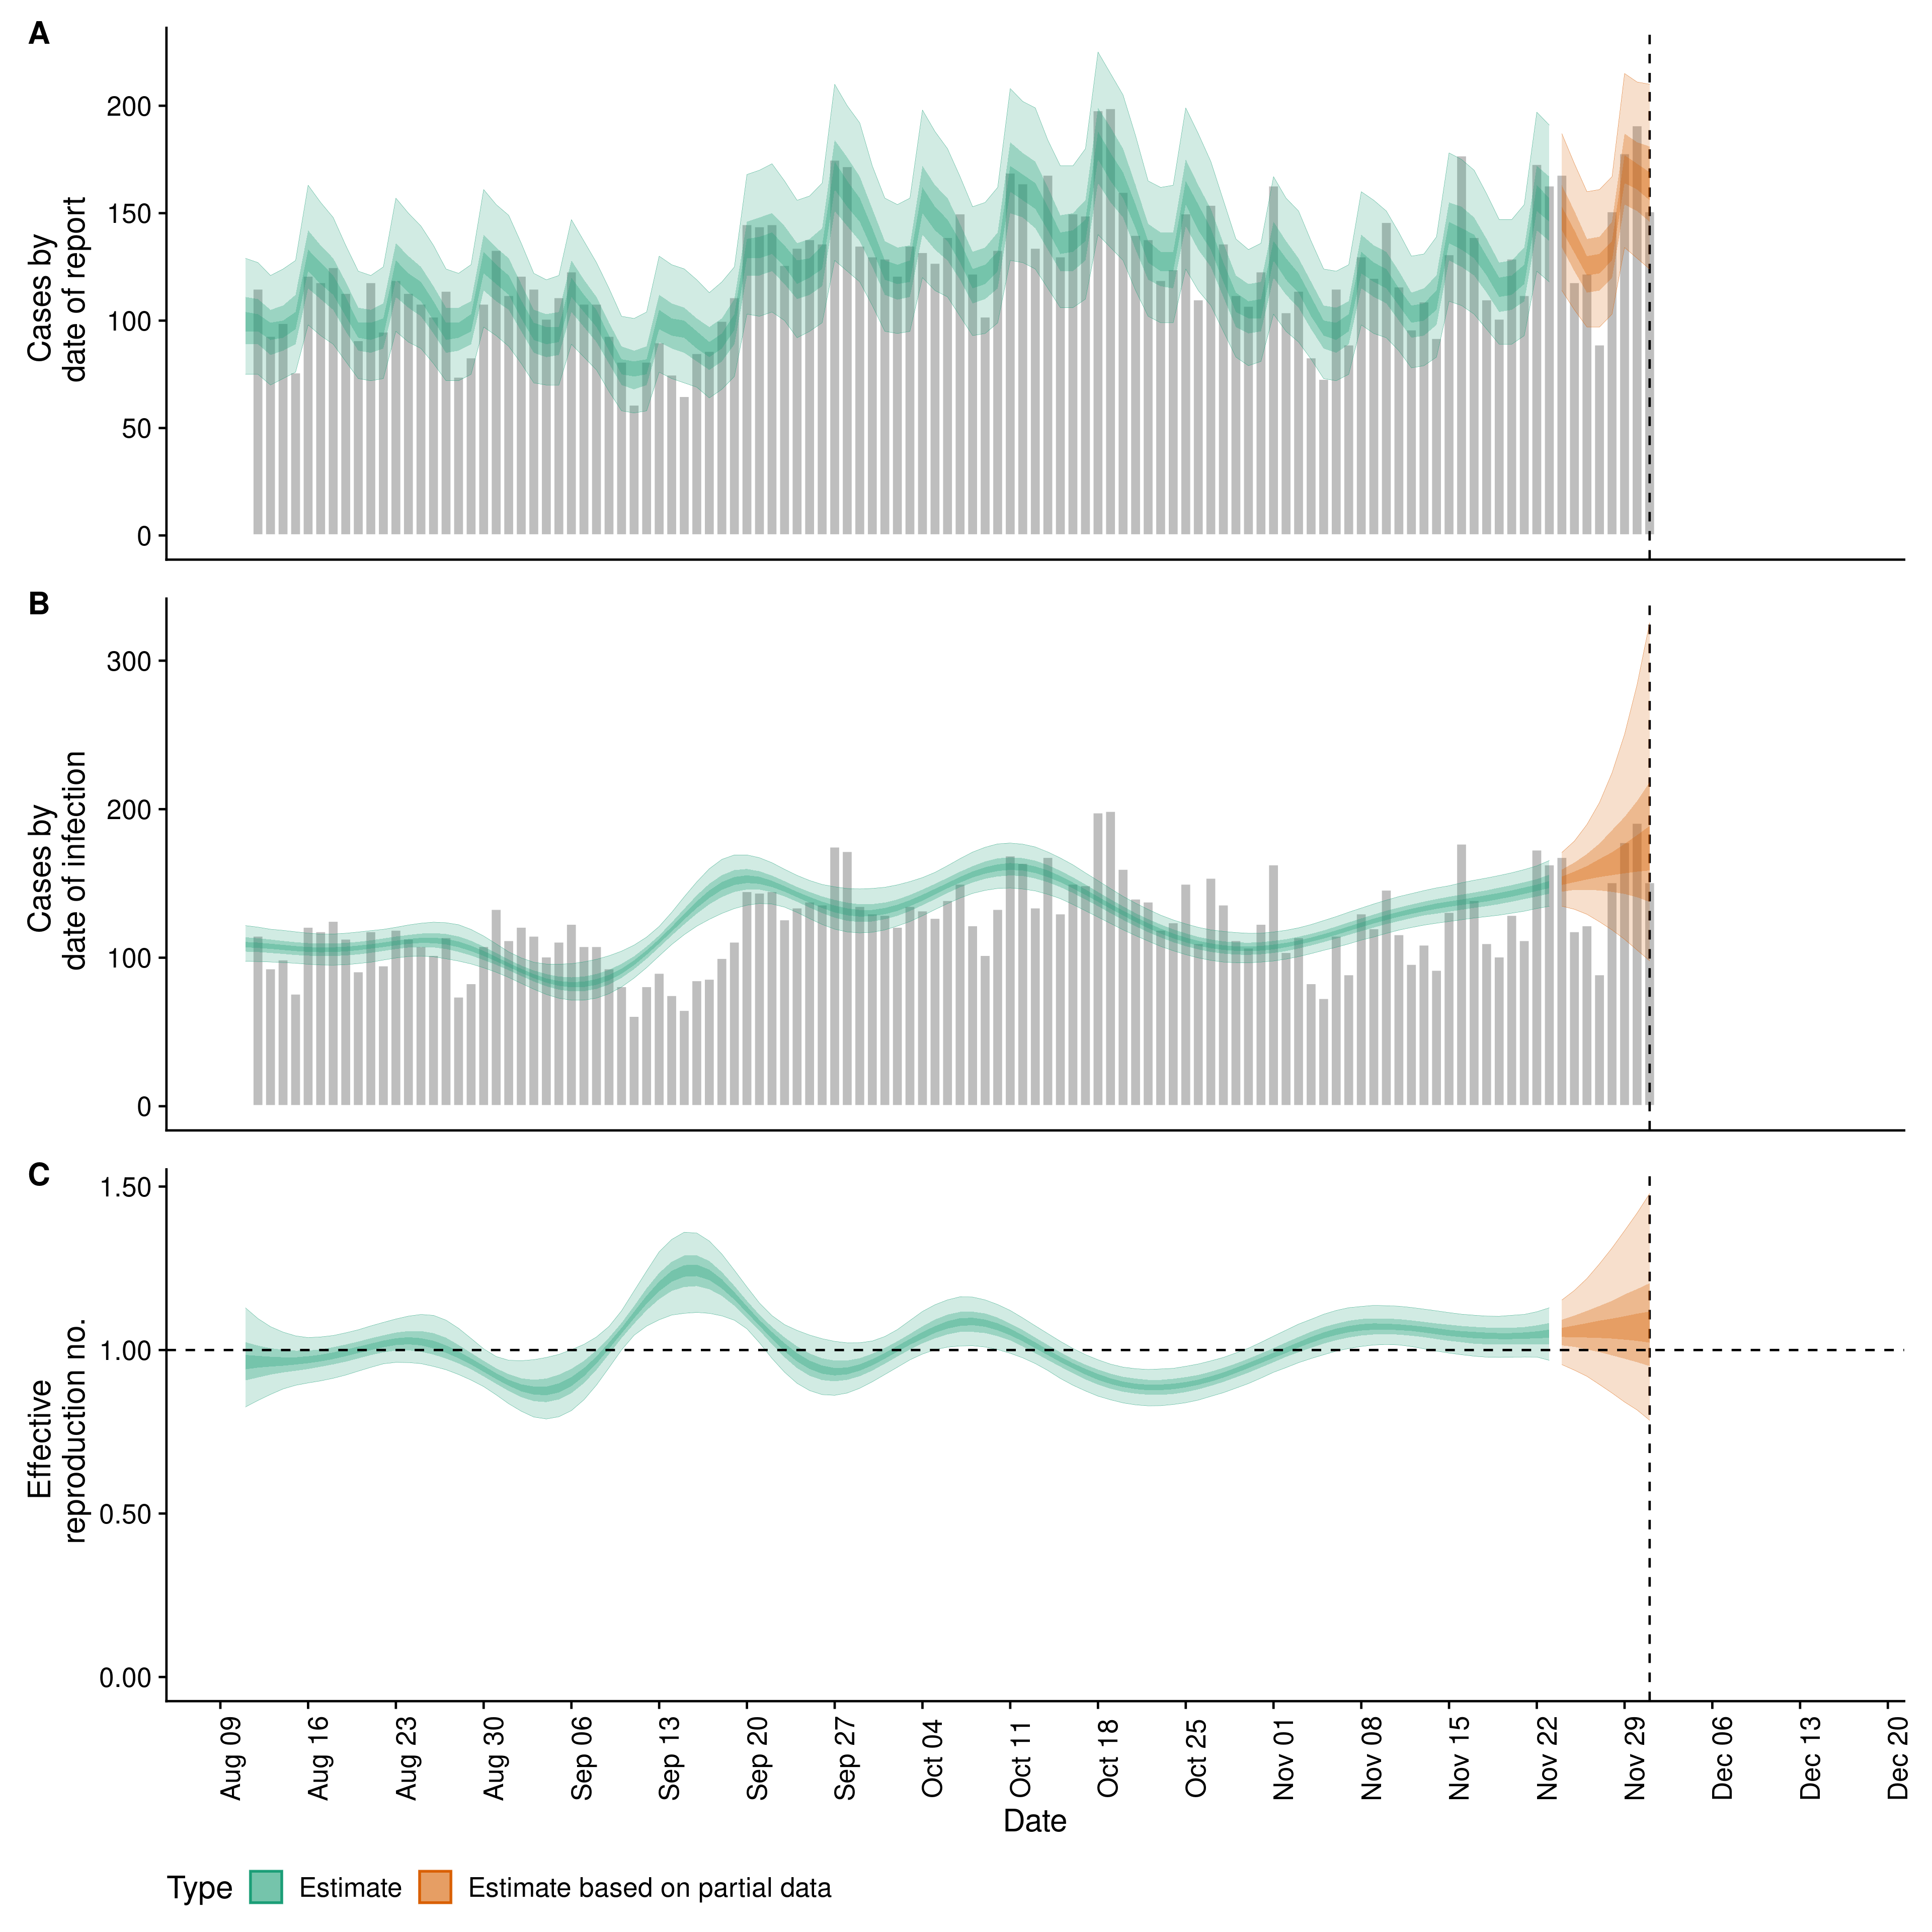 A
Cases by
date of report
200
150
100
50
0
B
Cases by
date of infection
300
200
100
0
C
Effective
reproduction no.
1.50
1.00
0.50
0.00
Aug 09
Aug 16
Aug 23
Aug 30
Sep 06
Sep 13
Sep 20
Sep 27
Oct 04
Oct 11
Oct 18
Oct 25
Nov 01
Nov 08
Nov 15
Nov 22
Nov 29
Dec 06
Dec 13
Dec 20
Date
Type Estimate Estimate based on partial data